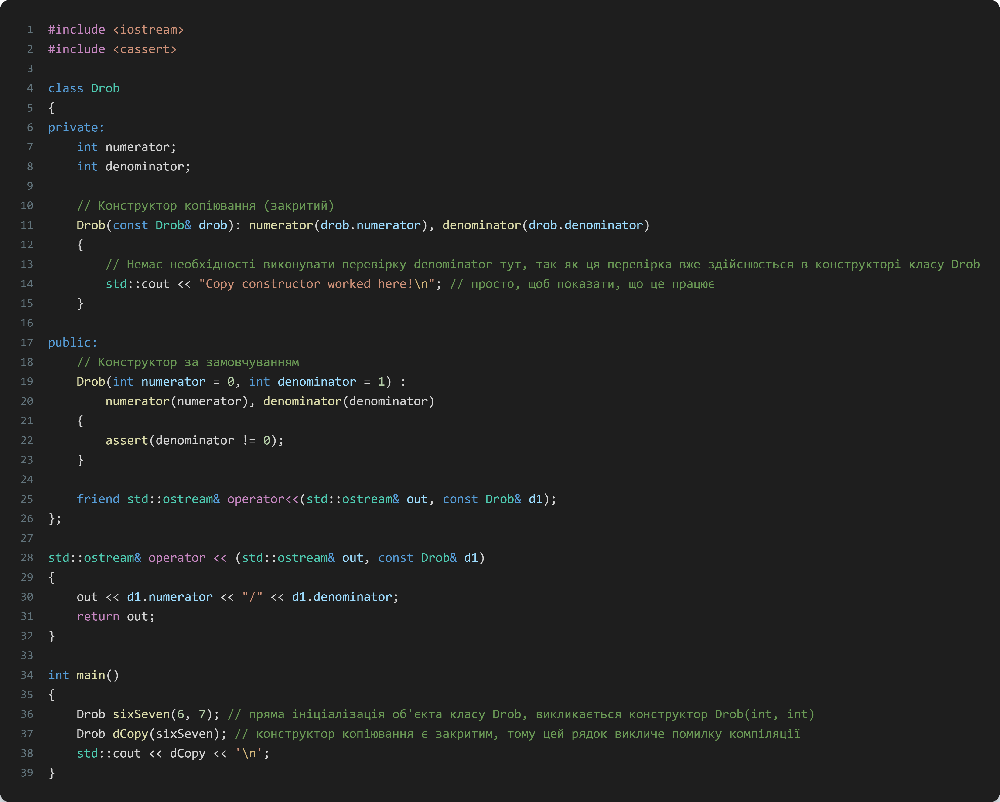 1 #include <iostream>
2 #include <cassert>
3
4 class Drob
5 {
6 private:
7     int numerator;
8     int denominator;
9
10     // Конструктор копіювання (закритий)
11     Drob(const Drob& drob): numerator(drob.numerator), denominator(drob.denominator)
12     {
13         // Немає необхідності виконувати перевірку denominator тут, так як ця перевірка вже здійснюється в конструкторі класу Drob
14         std::cout << "Copy constructor worked here!\n"; // просто, щоб показати, що це працює
15     }
16
17 public:
18     // Конструктор за замовчуванням
19     Drob(int numerator = 0, int denominator = 1) :
20         numerator(numerator), denominator(denominator)
21     {
22         assert(denominator != 0);
23     }
24
25     friend std::ostream& operator<<(std::ostream& out, const Drob& d1);
26 };
27
28 std::ostream& operator << (std::ostream& out, const Drob& d1)
29 {
30     out << d1.numerator << "/" << d1.denominator;
31     return out;
32 }
33
34 int main()
35 {
36     Drob sixSeven(6, 7); // пряма ініціалізація об'єкта класу Drob, викликається конструктор Drob(int, int)
37     Drob dCopy(sixSeven); // конструктор копіювання є закритим, тому цей рядок викличе помилку компіляції
38     std::cout << dCopy << '\n';
39 }